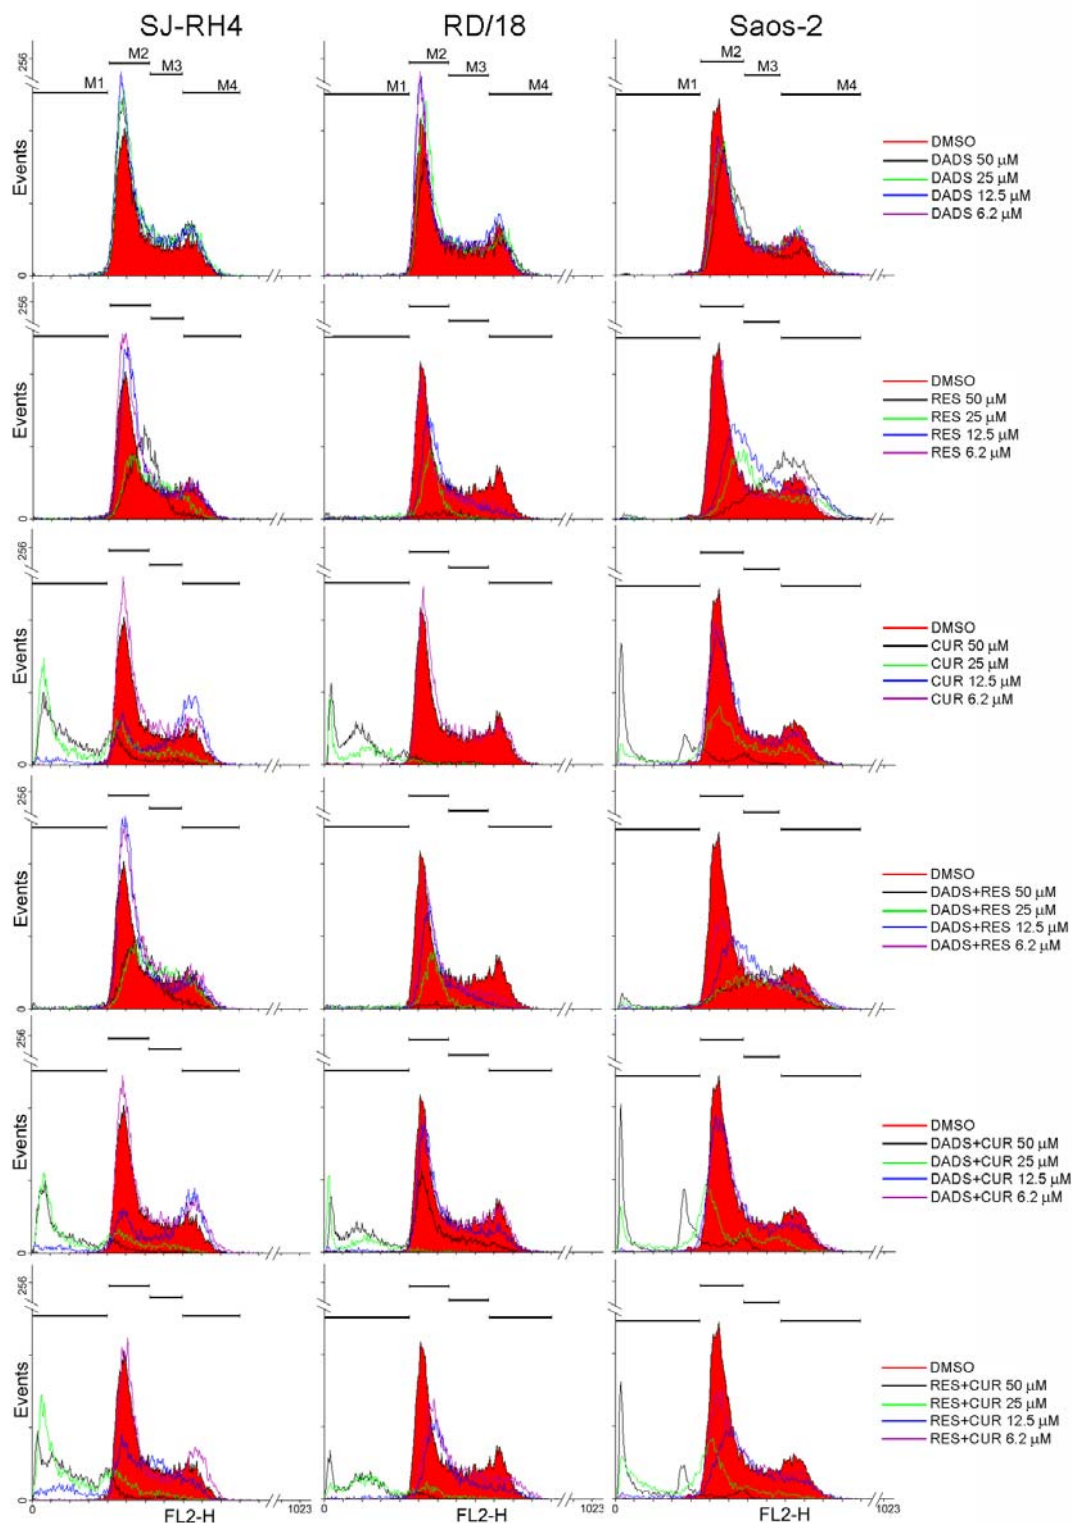 SJ-RH4 RD/18 Saos-2
256 M2 M2 M2
M3 M3 M3
M1 M4 M1 M4 M1 M4
Events
DMSO
DADS 50 µM
DADS 25 µM
DADS 12.5 µM
DADS 6.2 µM
0
256
Events
DMSO
RES 50 µM
RES 25 µM
RES 12.5 µM
RES 6.2 µM
0
256
Events
DMSO
CUR 50 µM
CUR 25 µM
CUR 12.5 µM
CUR 6.2 µM
0
256
Events
DMSO
DADS+RES 50 µM
DADS+RES 25 µM
DADS+RES 12.5 µM
DADS+RES 6.2 µM
0
256
Events
DMSO
DADS+CUR 50 µM
DADS+CUR 25 µM
DADS+CUR 12.5 µM
DADS+CUR 6.2 µM
0
256
Events
DMSO
RES+CUR 50 µM
RES+CUR 25 µM
RES+CUR 12.5 µM
RES+CUR 6.2 µM
0
0 1023 0 1023 0 1023
FL2-H FL2-H FL2-H